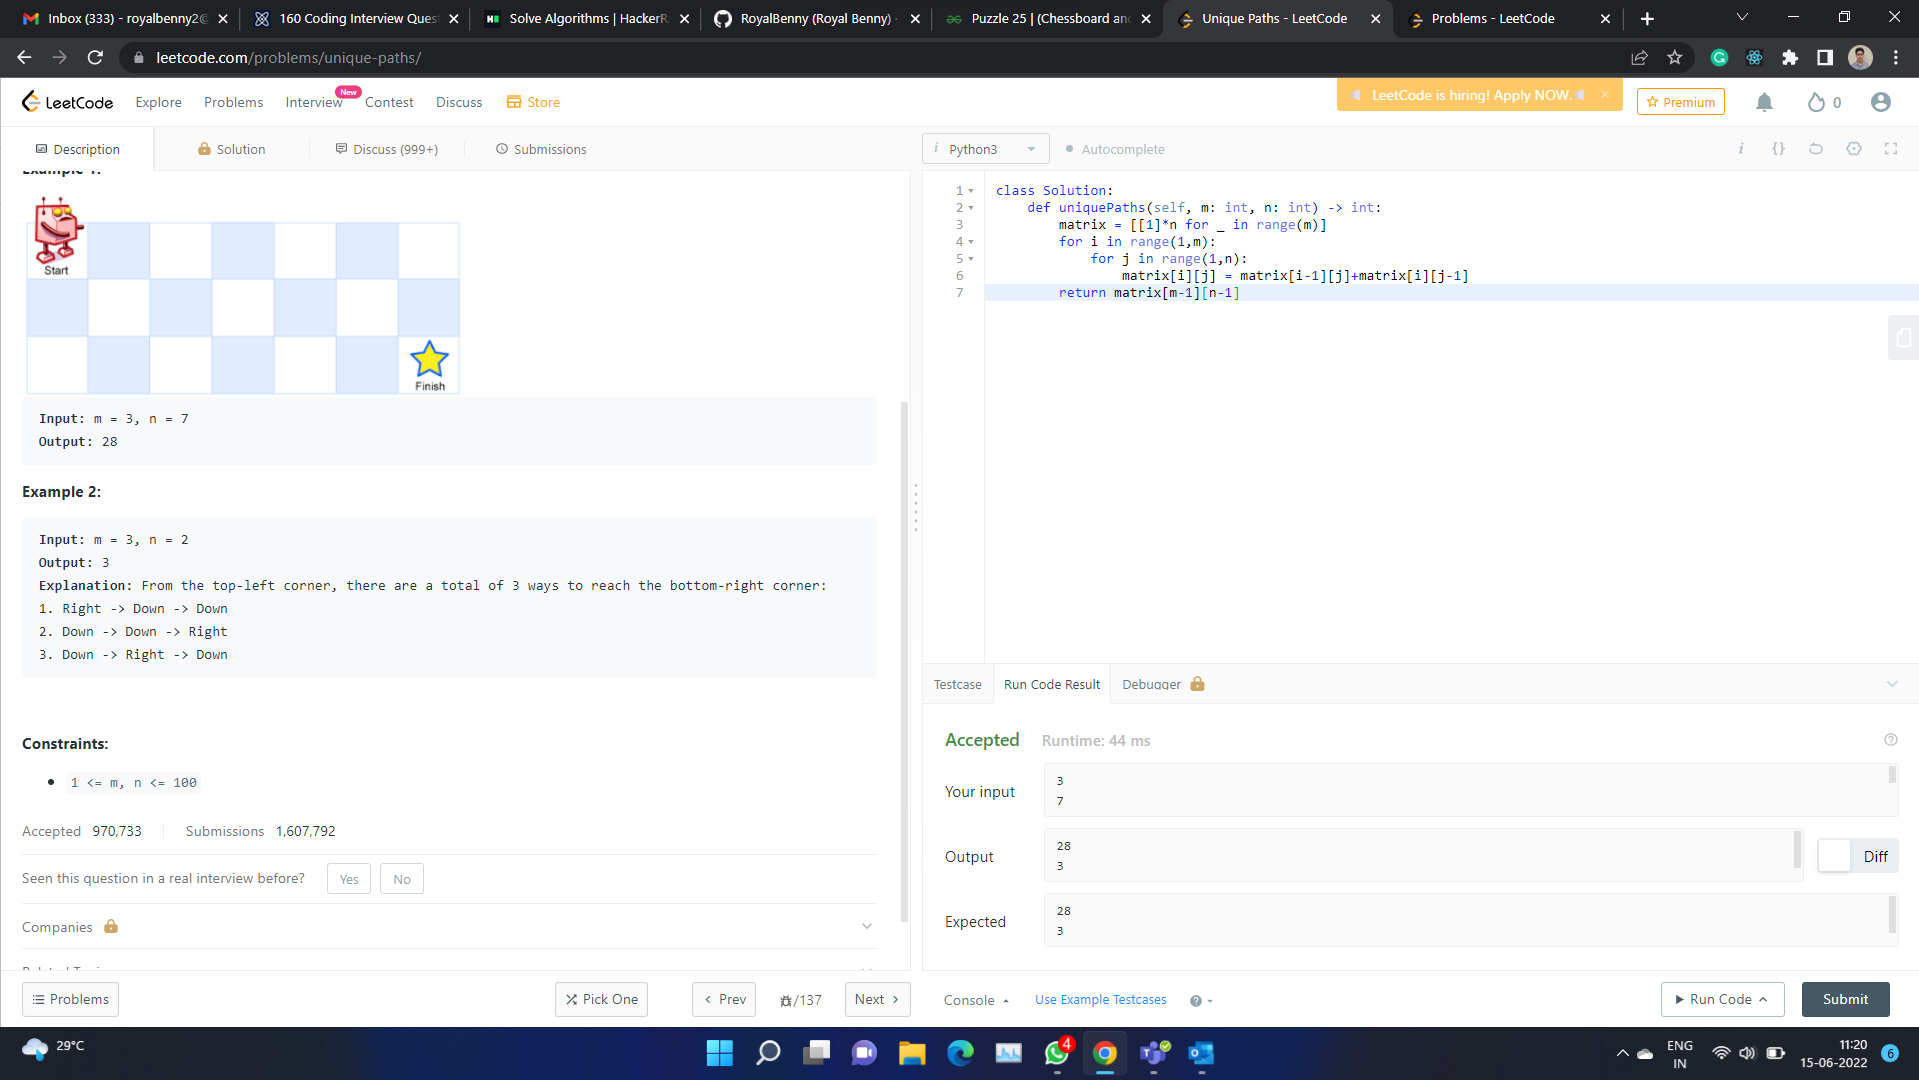 Inbox (333) - royalbenny2@
160 Coding Interview Ques
Solve Algorithms | HackerR
RoyalBenny (Royal Benny) ·
Puzzle 25 | (Chessboard an
Unique Paths - LeetCode
Problems - LeetCode
leetcode.com/problems/unique-paths/
LeetCode
Explore
Problems
Interview
New
Contest
Discuss
Store
LeetCode is hiring! Apply NOW.
Premium
0
Description
Solution
Discuss (999+)
Submissions
Python3
Autocomplete
Example 1:
Start
Finish
Input: m = 3, n = 7
Output: 28
Example 2:
Input: m = 3, n = 2
Output: 3
Explanation: From the top-left corner, there are a total of 3 ways to reach the bottom-right corner:
1. Right -> Down -> Down
2. Down -> Down -> Right
3. Down -> Right -> Down
Constraints:
1 <= m, n <= 100
Accepted 970,733 Submissions 1,607,792
Seen this question in a real interview before? Yes No
Companies
Problems
Pick One
Prev
/137
Next
1 class Solution:
2 def uniquePaths(self, m: int, n: int) -> int:
3 matrix = [[1]*n for _ in range(m)]
4 for i in range(1,m):
5 for j in range(1,n):
6 matrix[i][j] = matrix[i-1][j]+matrix[i][j-1]
7 return matrix[m-1][n-1]
Testcase
Run Code Result
Debugger
Accepted Runtime: 44 ms
Your input
3
7
Output
28
3
Diff
Expected
28
3
Console
Use Example Testcases
Run Code
Submit
29°C
4
ENG
IN
11:20
15-06-2022
6